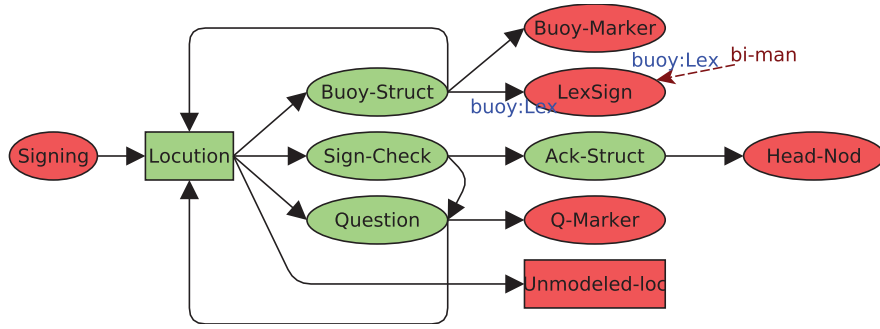 Buoy-Marker
buoy:Lex
bi-man
Buoy-Struct
LexSign
buoy:Lex
Signing
Locution
Sign-Check
Ack-Struct
Head-Nod
Question
Q-Marker
Unmodeled-loc